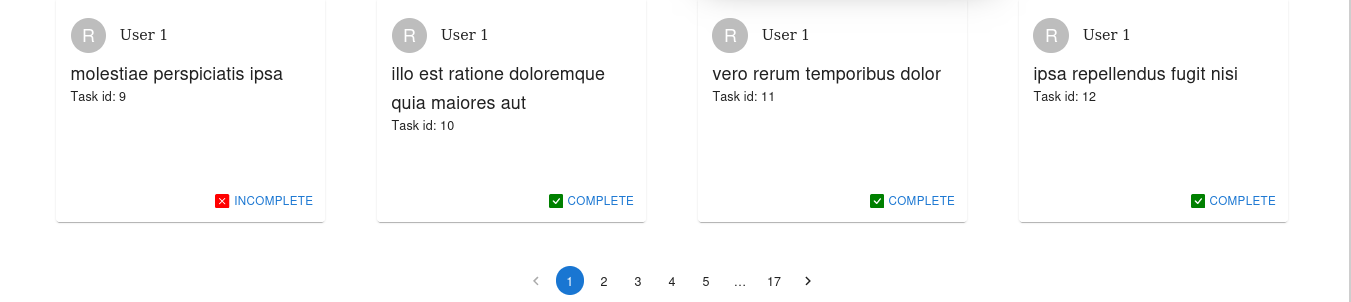 R User 1
molestiae perspiciatis ipsa
Task id: 9
INCOMPLETE
R User 1
illo est ratione doloremque
quia maiores aut
Task id: 10
COMPLETE
R User 1
vero rerum temporibus dolor
Task id: 11
COMPLETE
R User 1
ipsa repellendus fugit nisi
Task id: 12
COMPLETE
1 2 3 4 5 … 17